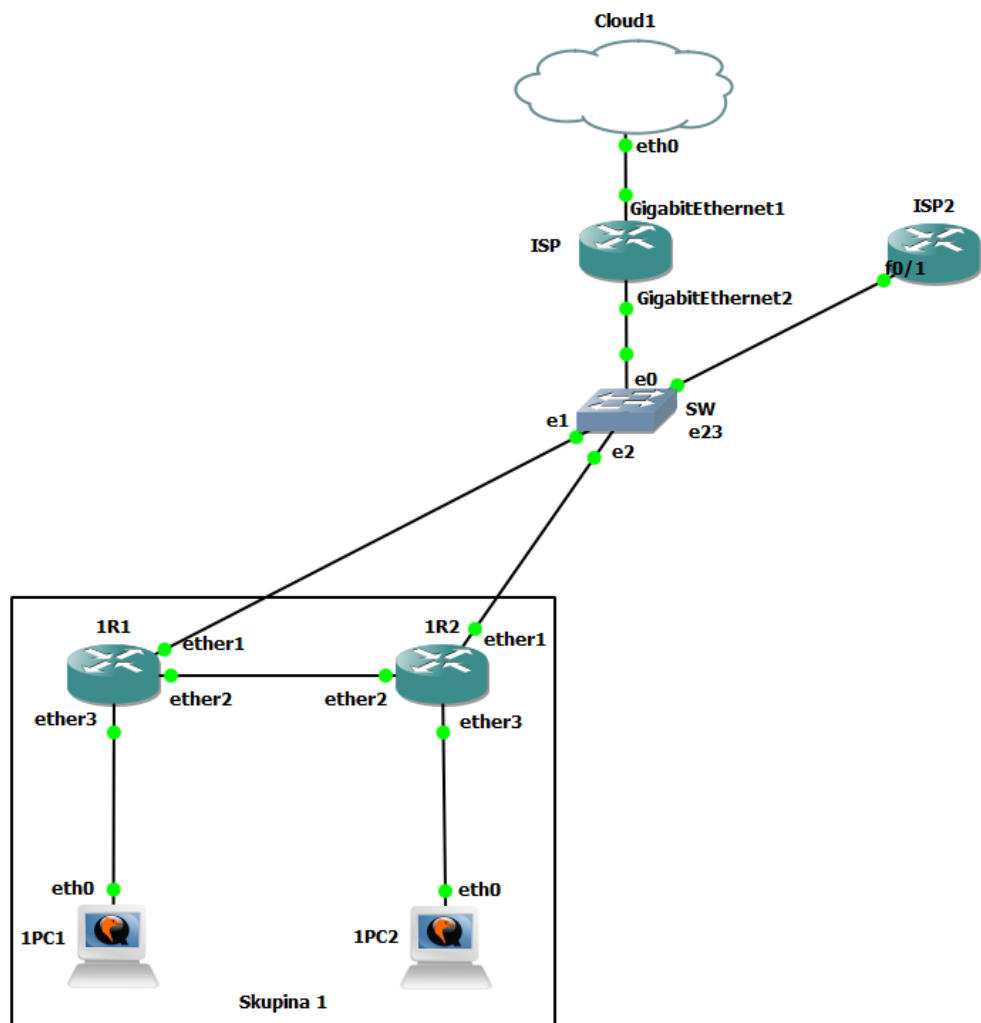 Cloud1
eth0
GigabitEthernet1
ISP
ISP2
f0/1
GigabitEthernet2
e0
SW
e1
e23
e2
1R1
1R2
ether1
ether1
ether2
ether2
ether3
ether3
eth0
eth0
1PC1
1PC2
Skupina 1